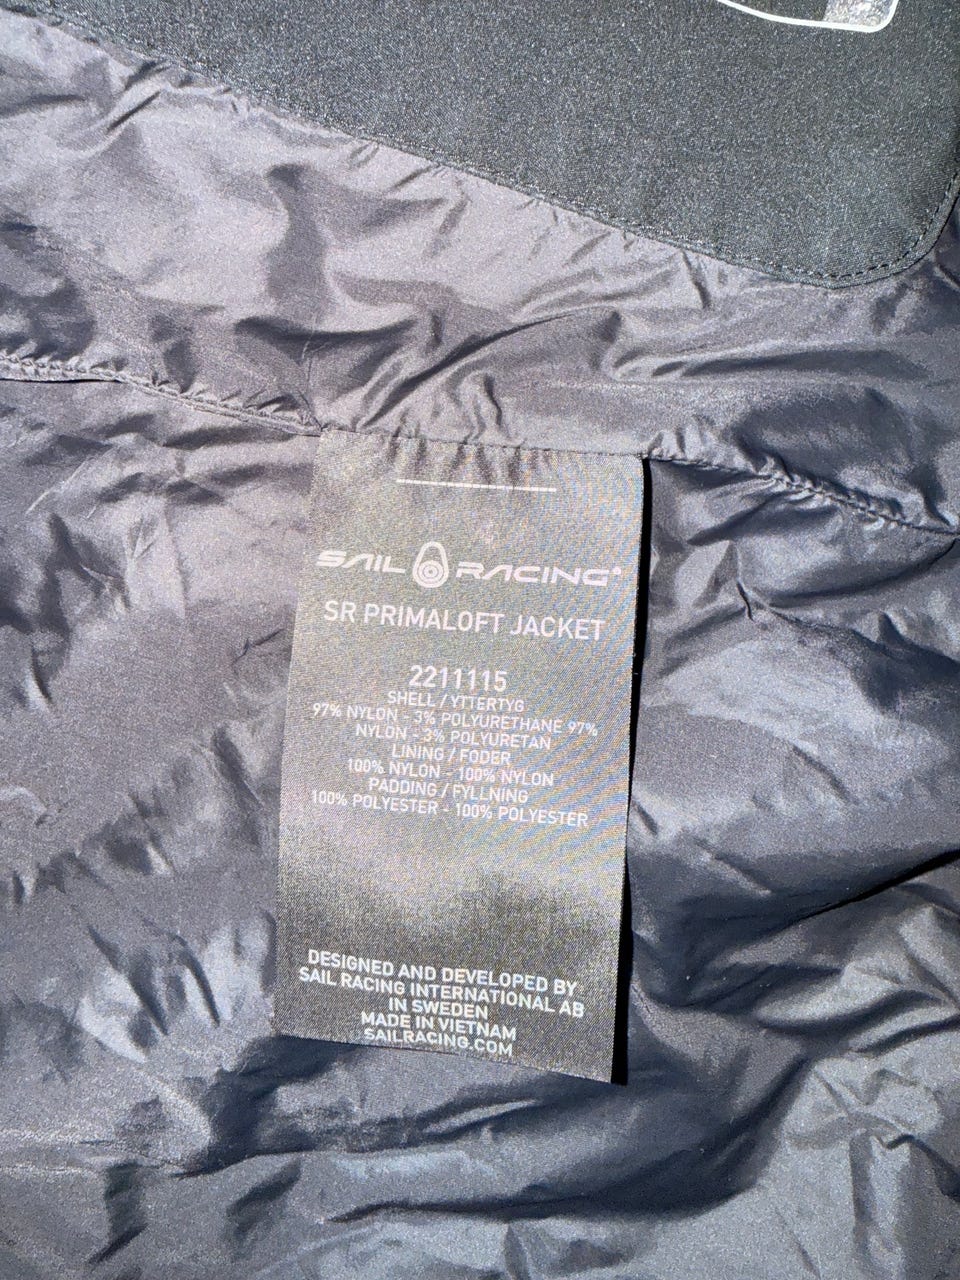 SAIL RACING®
SR PRIMALOFT JACKET
2211115
SHELL / YTTERTYG
97% NYLON - 3% POLYURETHANE 97%
NYLON - 3% POLYURETAN
LINING / FODER
100% NYLON - 100% NYLON
PADDING / FYLLNING
100% POLYESTER - 100% POLYESTER
DESIGNED AND DEVELOPED BY
SAIL RACING INTERNATIONAL AB
IN SWEDEN
MADE IN VIETNAM
SAILRACING.COM